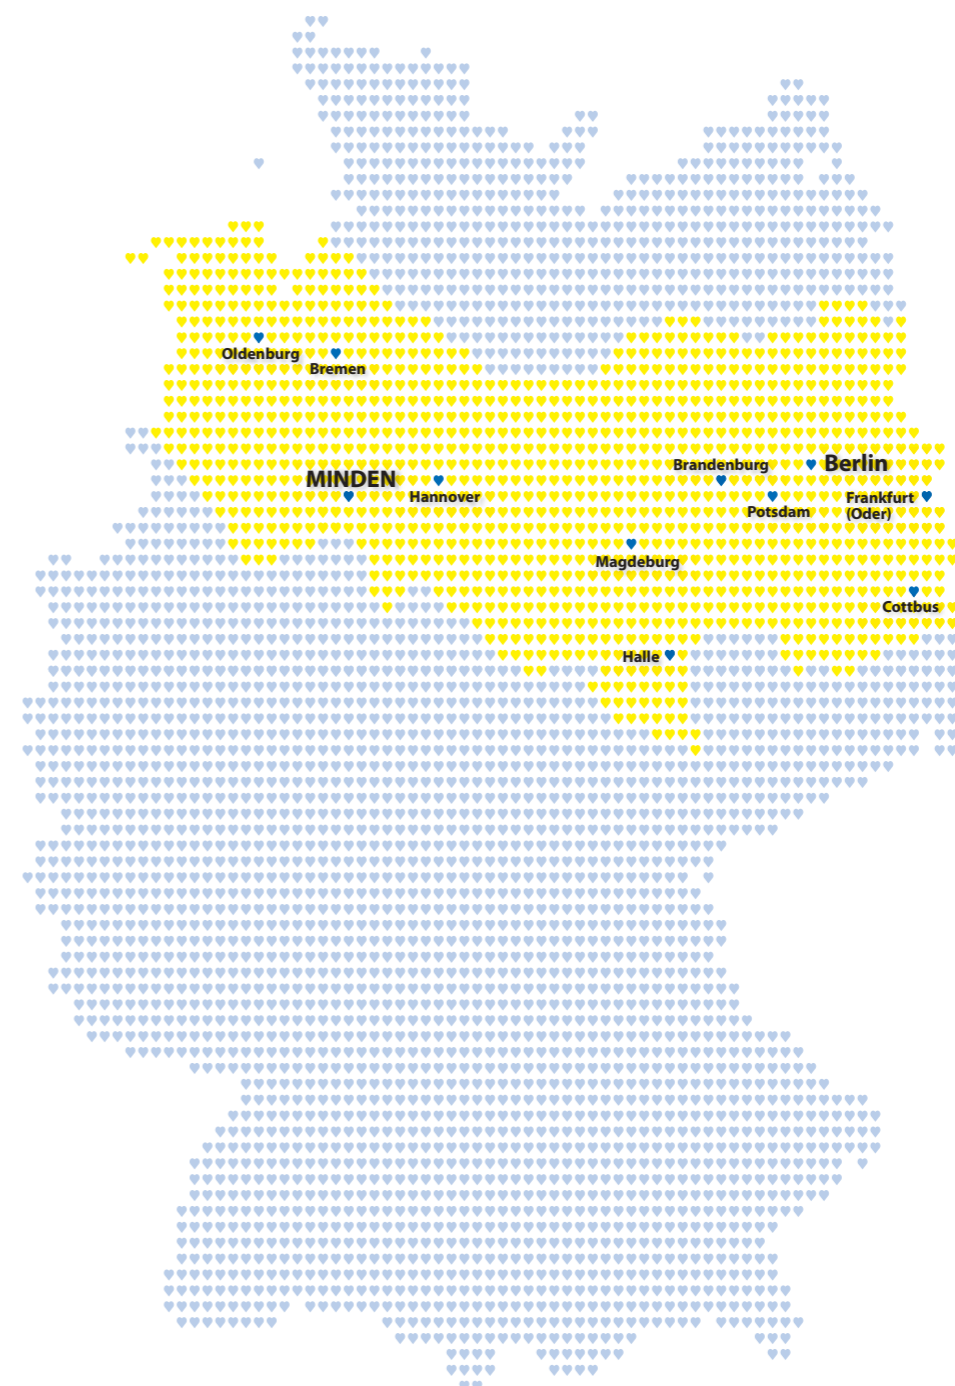 Oldenburg
Bremen
MINDEN
Hannover
Brandenburg
Berlin
Potsdam
Frankfurt
(Oder)
Magdeburg
Cottbus
Halle